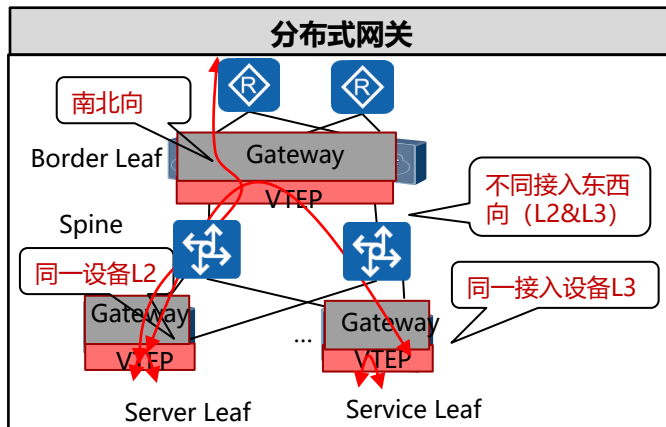 分布式网关
R
R
南北向
Border Leaf
Gateway
VTEP
不同接入东西
向（L2&L3）
Spine
同一设备L2
同一接入设备L3
Gateway
VTEP
...
Gateway
VTEP
Server Leaf
Service Leaf